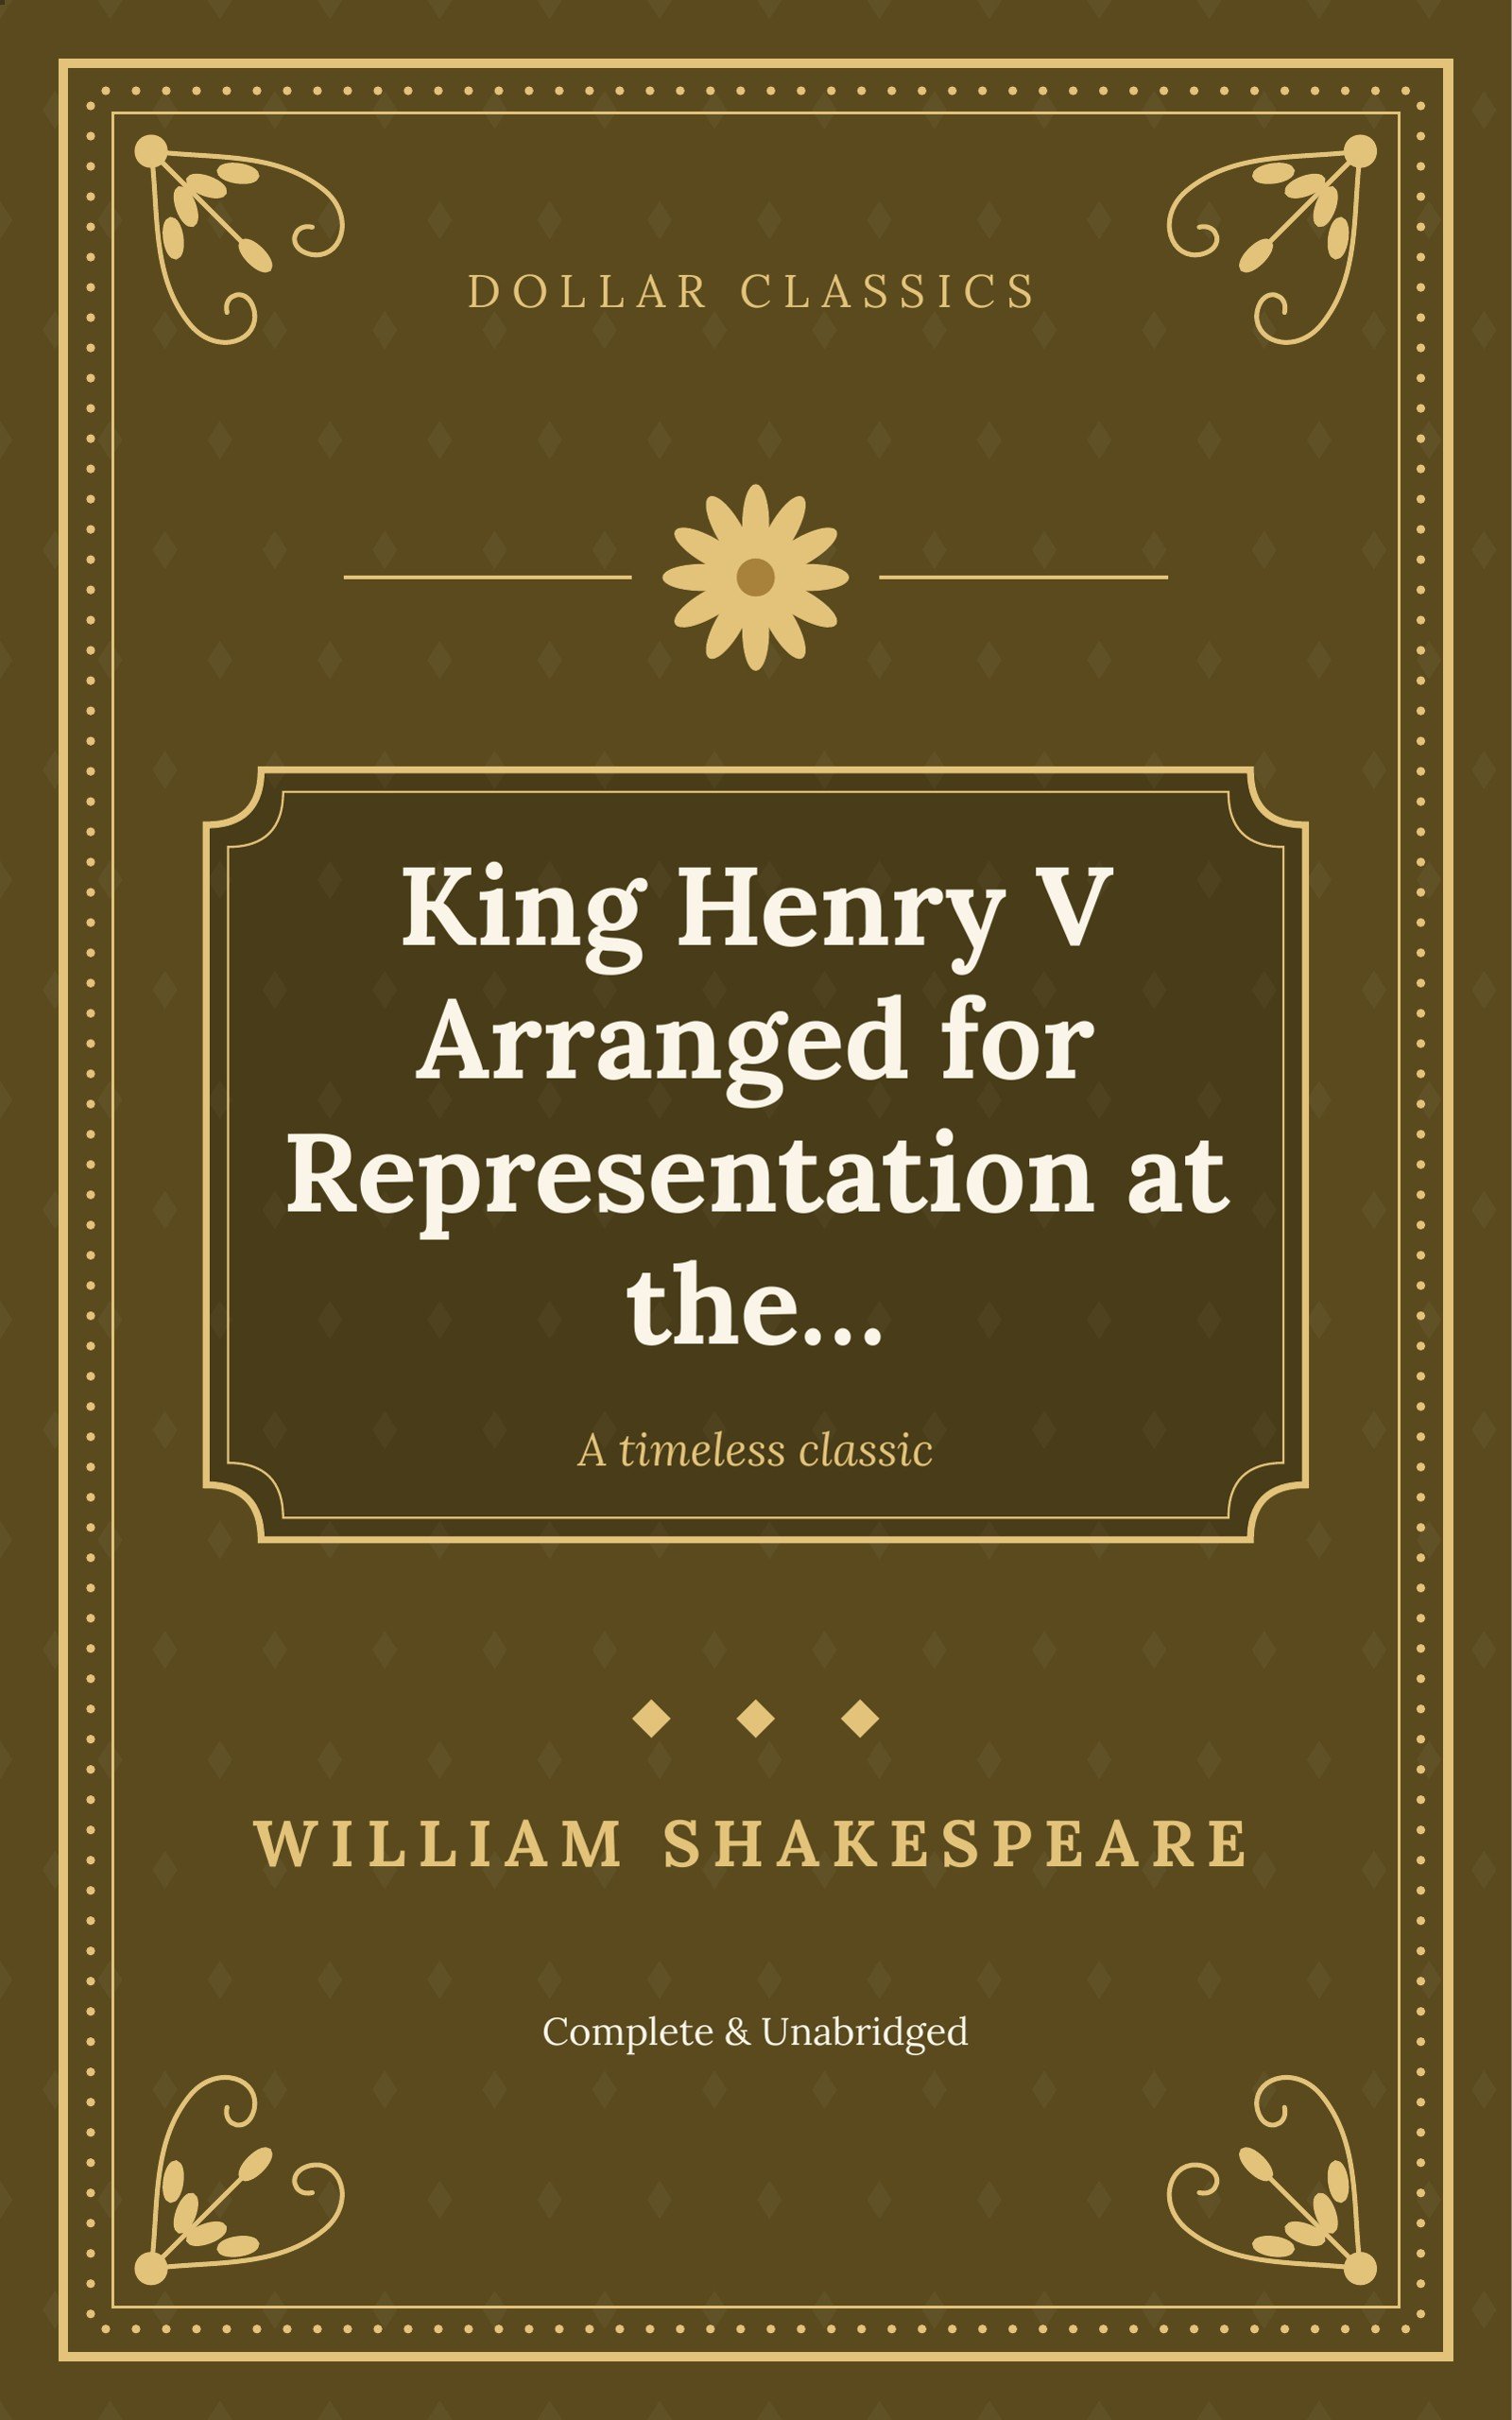 DOLLAR CLASSICS
King Henry V
Arranged for
Representation at
the...
A timeless classic
WILLIAM SHAKESPEARE
Complete & Unabridged